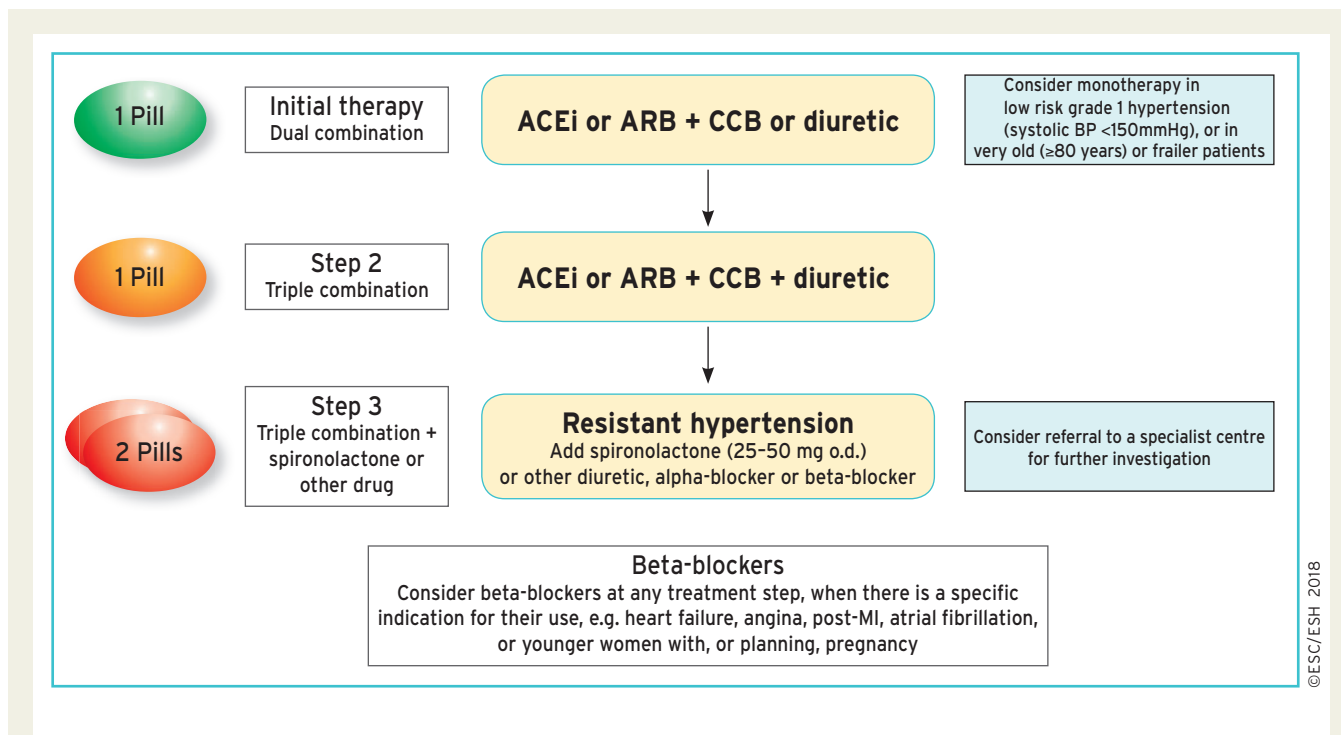 1 Pill
Initial therapy
Dual combination
ACEi or ARB + CCB or diuretic
Consider monotherapy in
low risk grade 1 hypertension
(systolic BP <150mmHg), or in
very old (≥80 years) or frailer patients
1 Pill
Step 2
Triple combination
ACEi or ARB + CCB + diuretic
2 Pills
Step 3
Triple combination +
spironolactone or
other drug
Resistant hypertension
Add spironolactone (25–50 mg o.d.)
or other diuretic, alpha-blocker or beta-blocker
Consider referral to a specialist centre
for further investigation
Beta-blockers
Consider beta-blockers at any treatment step, when there is a specific
indication for their use, e.g. heart failure, angina, post-MI, atrial fibrillation,
or younger women with, or planning, pregnancy
©ESC/ESH 2018